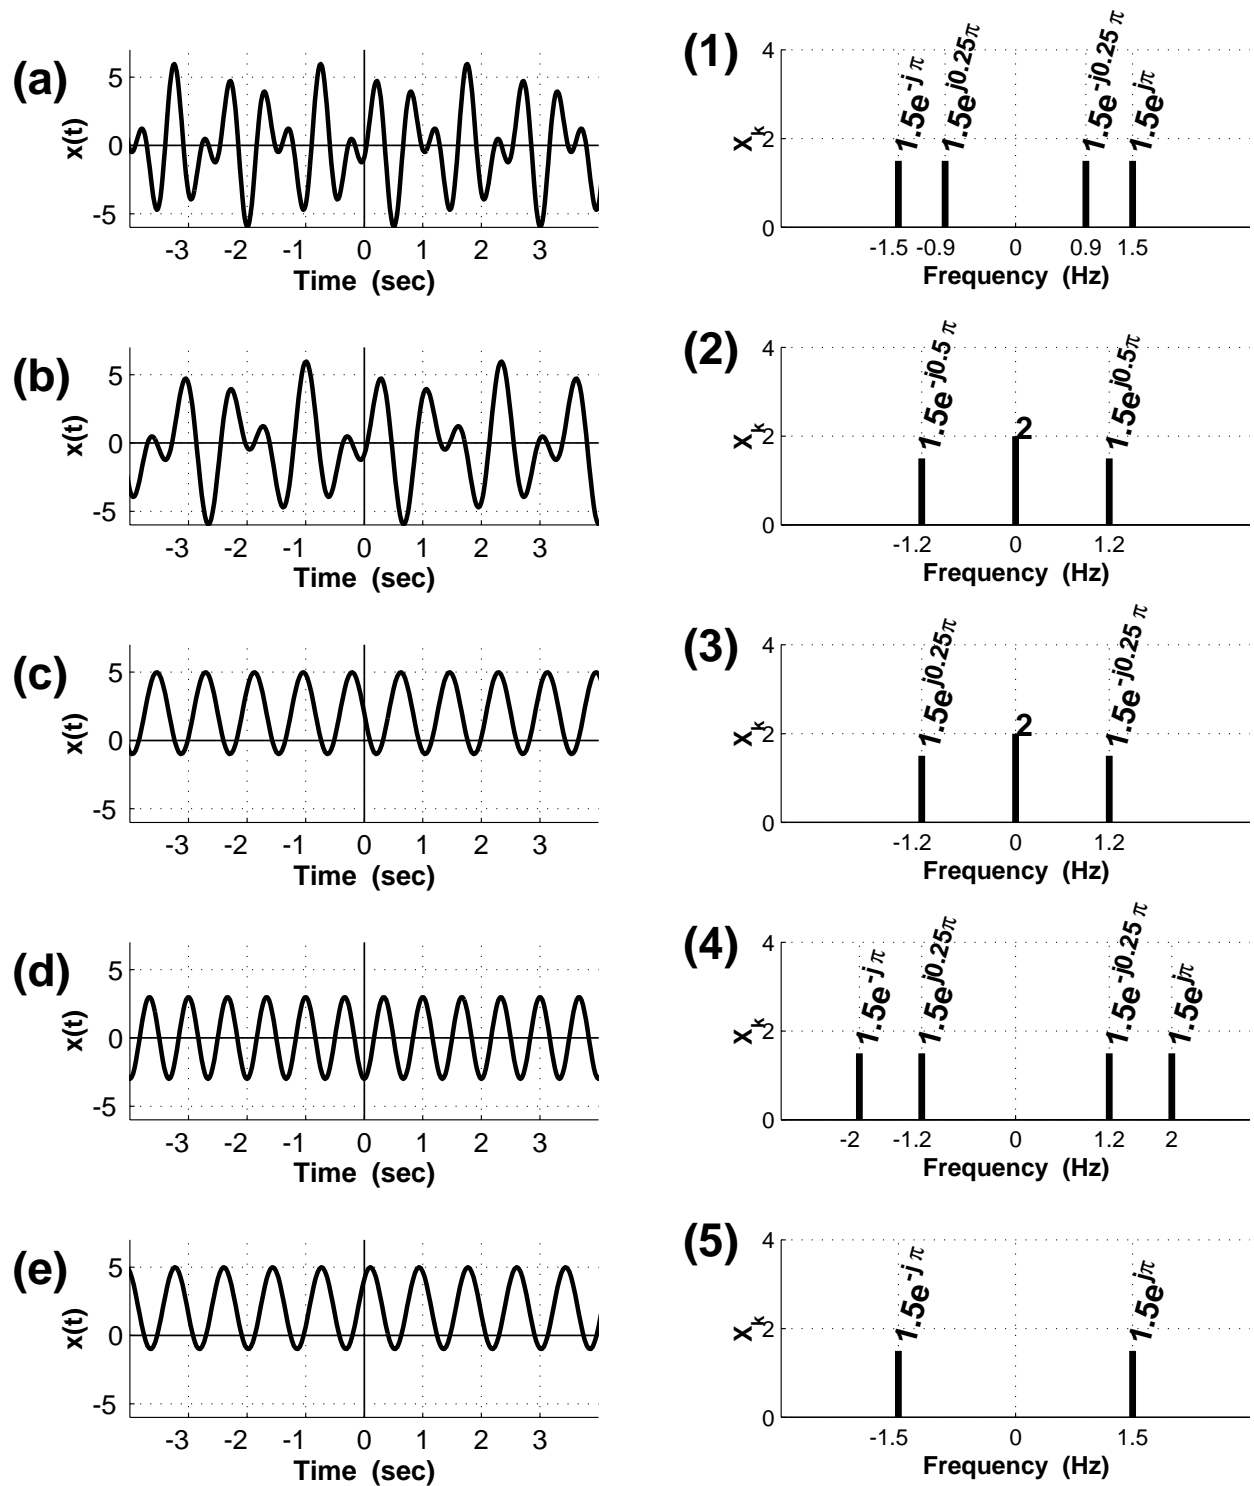 (a)
x(t)
5
0
-5
-3 -2 -1 0 1 2 3
Time (sec)
(1)
X_k
4
2
0
1.5e^{-jπ} 1.5e^{j0.25π} 1.5e^{-j0.25π} 1.5e^{jπ}
-1.5 -0.9 0 0.9 1.5
Frequency (Hz)
(b)
x(t)
5
0
-5
-3 -2 -1 0 1 2 3
Time (sec)
(2)
X_k
4
2
0
1.5e^{-j0.5π} 2 1.5e^{j0.5π}
-1.2 0 1.2
Frequency (Hz)
(c)
x(t)
5
0
-5
-3 -2 -1 0 1 2 3
Time (sec)
(3)
X_k
4
2
0
1.5e^{j0.25π} 2 1.5e^{-j0.25π}
-1.2 0 1.2
Frequency (Hz)
(d)
x(t)
5
0
-5
-3 -2 -1 0 1 2 3
Time (sec)
(4)
X_k
4
2
0
1.5e^{-jπ} 1.5e^{j0.25π} 1.5e^{-j0.25π} 1.5e^{jπ}
-2 -1.2 0 1.2 2
Frequency (Hz)
(e)
x(t)
5
0
-5
-3 -2 -1 0 1 2 3
Time (sec)
(5)
X_k
4
2
0
1.5e^{-jπ} 1.5e^{jπ}
-1.5 0 1.5
Frequency (Hz)